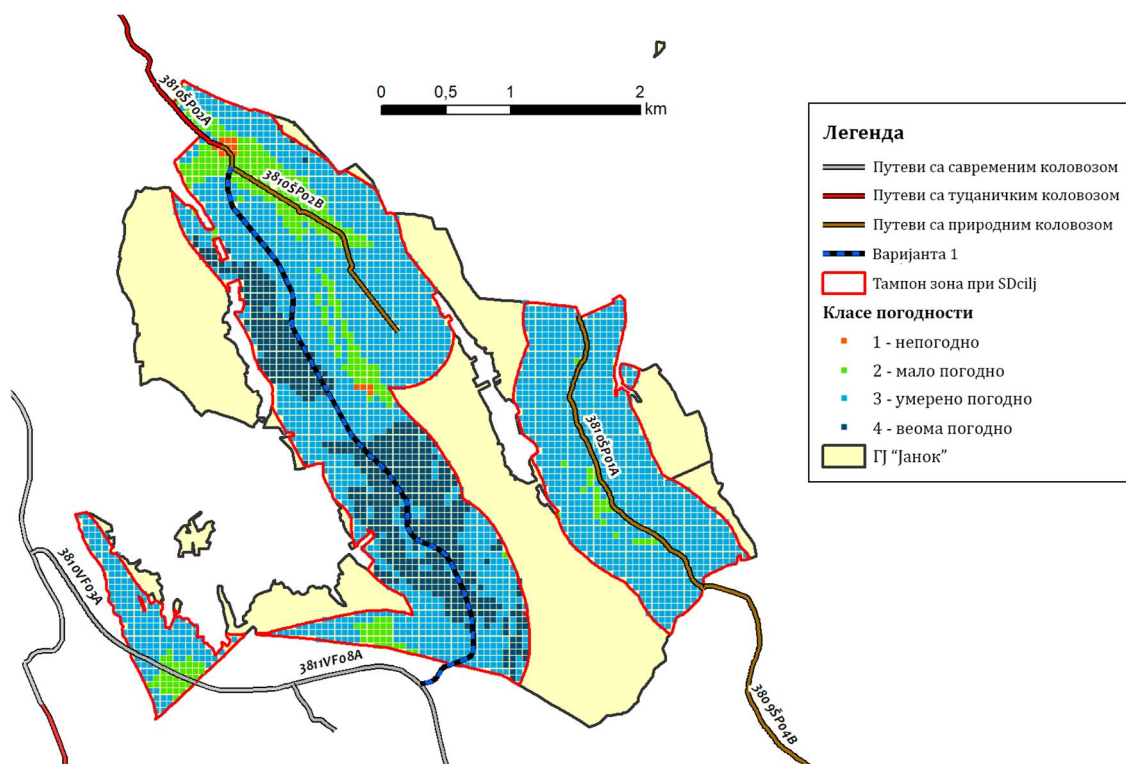 0 0,5 1 2
km
3810ŠP02A
3810ŠP02B
3810ŠP01A
3810VF03A
3811VF08A
3809ŠP04B
Легенда
Путеви са савременим коловозом
Путеви са туцаничким коловозом
Путеви са природним коловозом
Варијанта 1
Тампон зона при SDcilj
Класе погодности
1 - непогодно
2 - мало погодно
3 - умерено погодно
4 - веома погодно
ГЈ “Јанок”